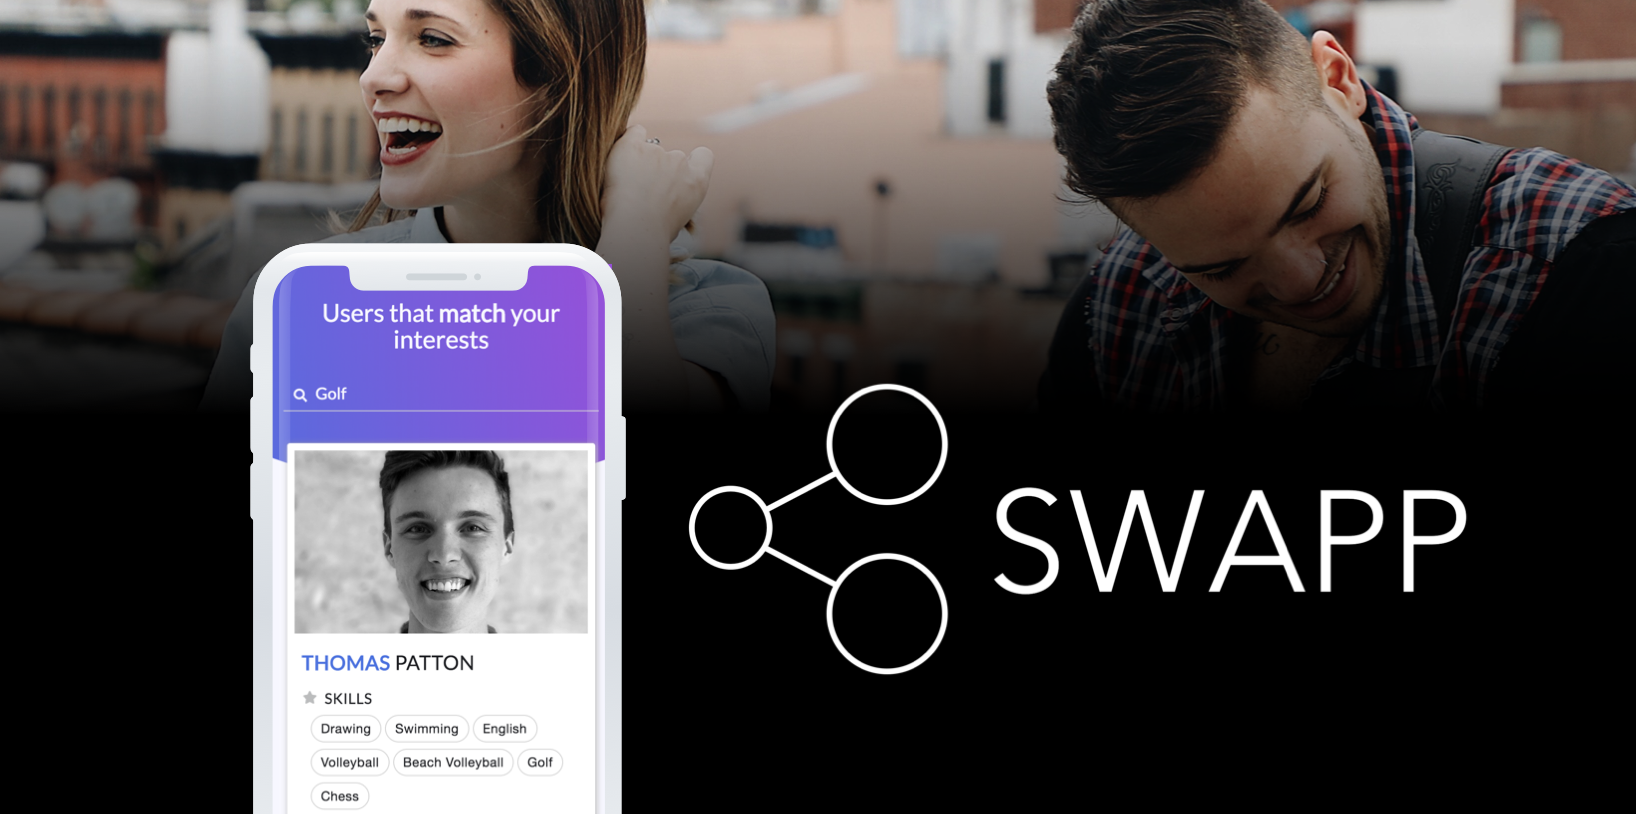 Users that match your
interests
Golf
THOMAS PATTON
SKILLS
Drawing Swimming English
Volleyball Beach Volleyball Golf
Chess
SWAPP